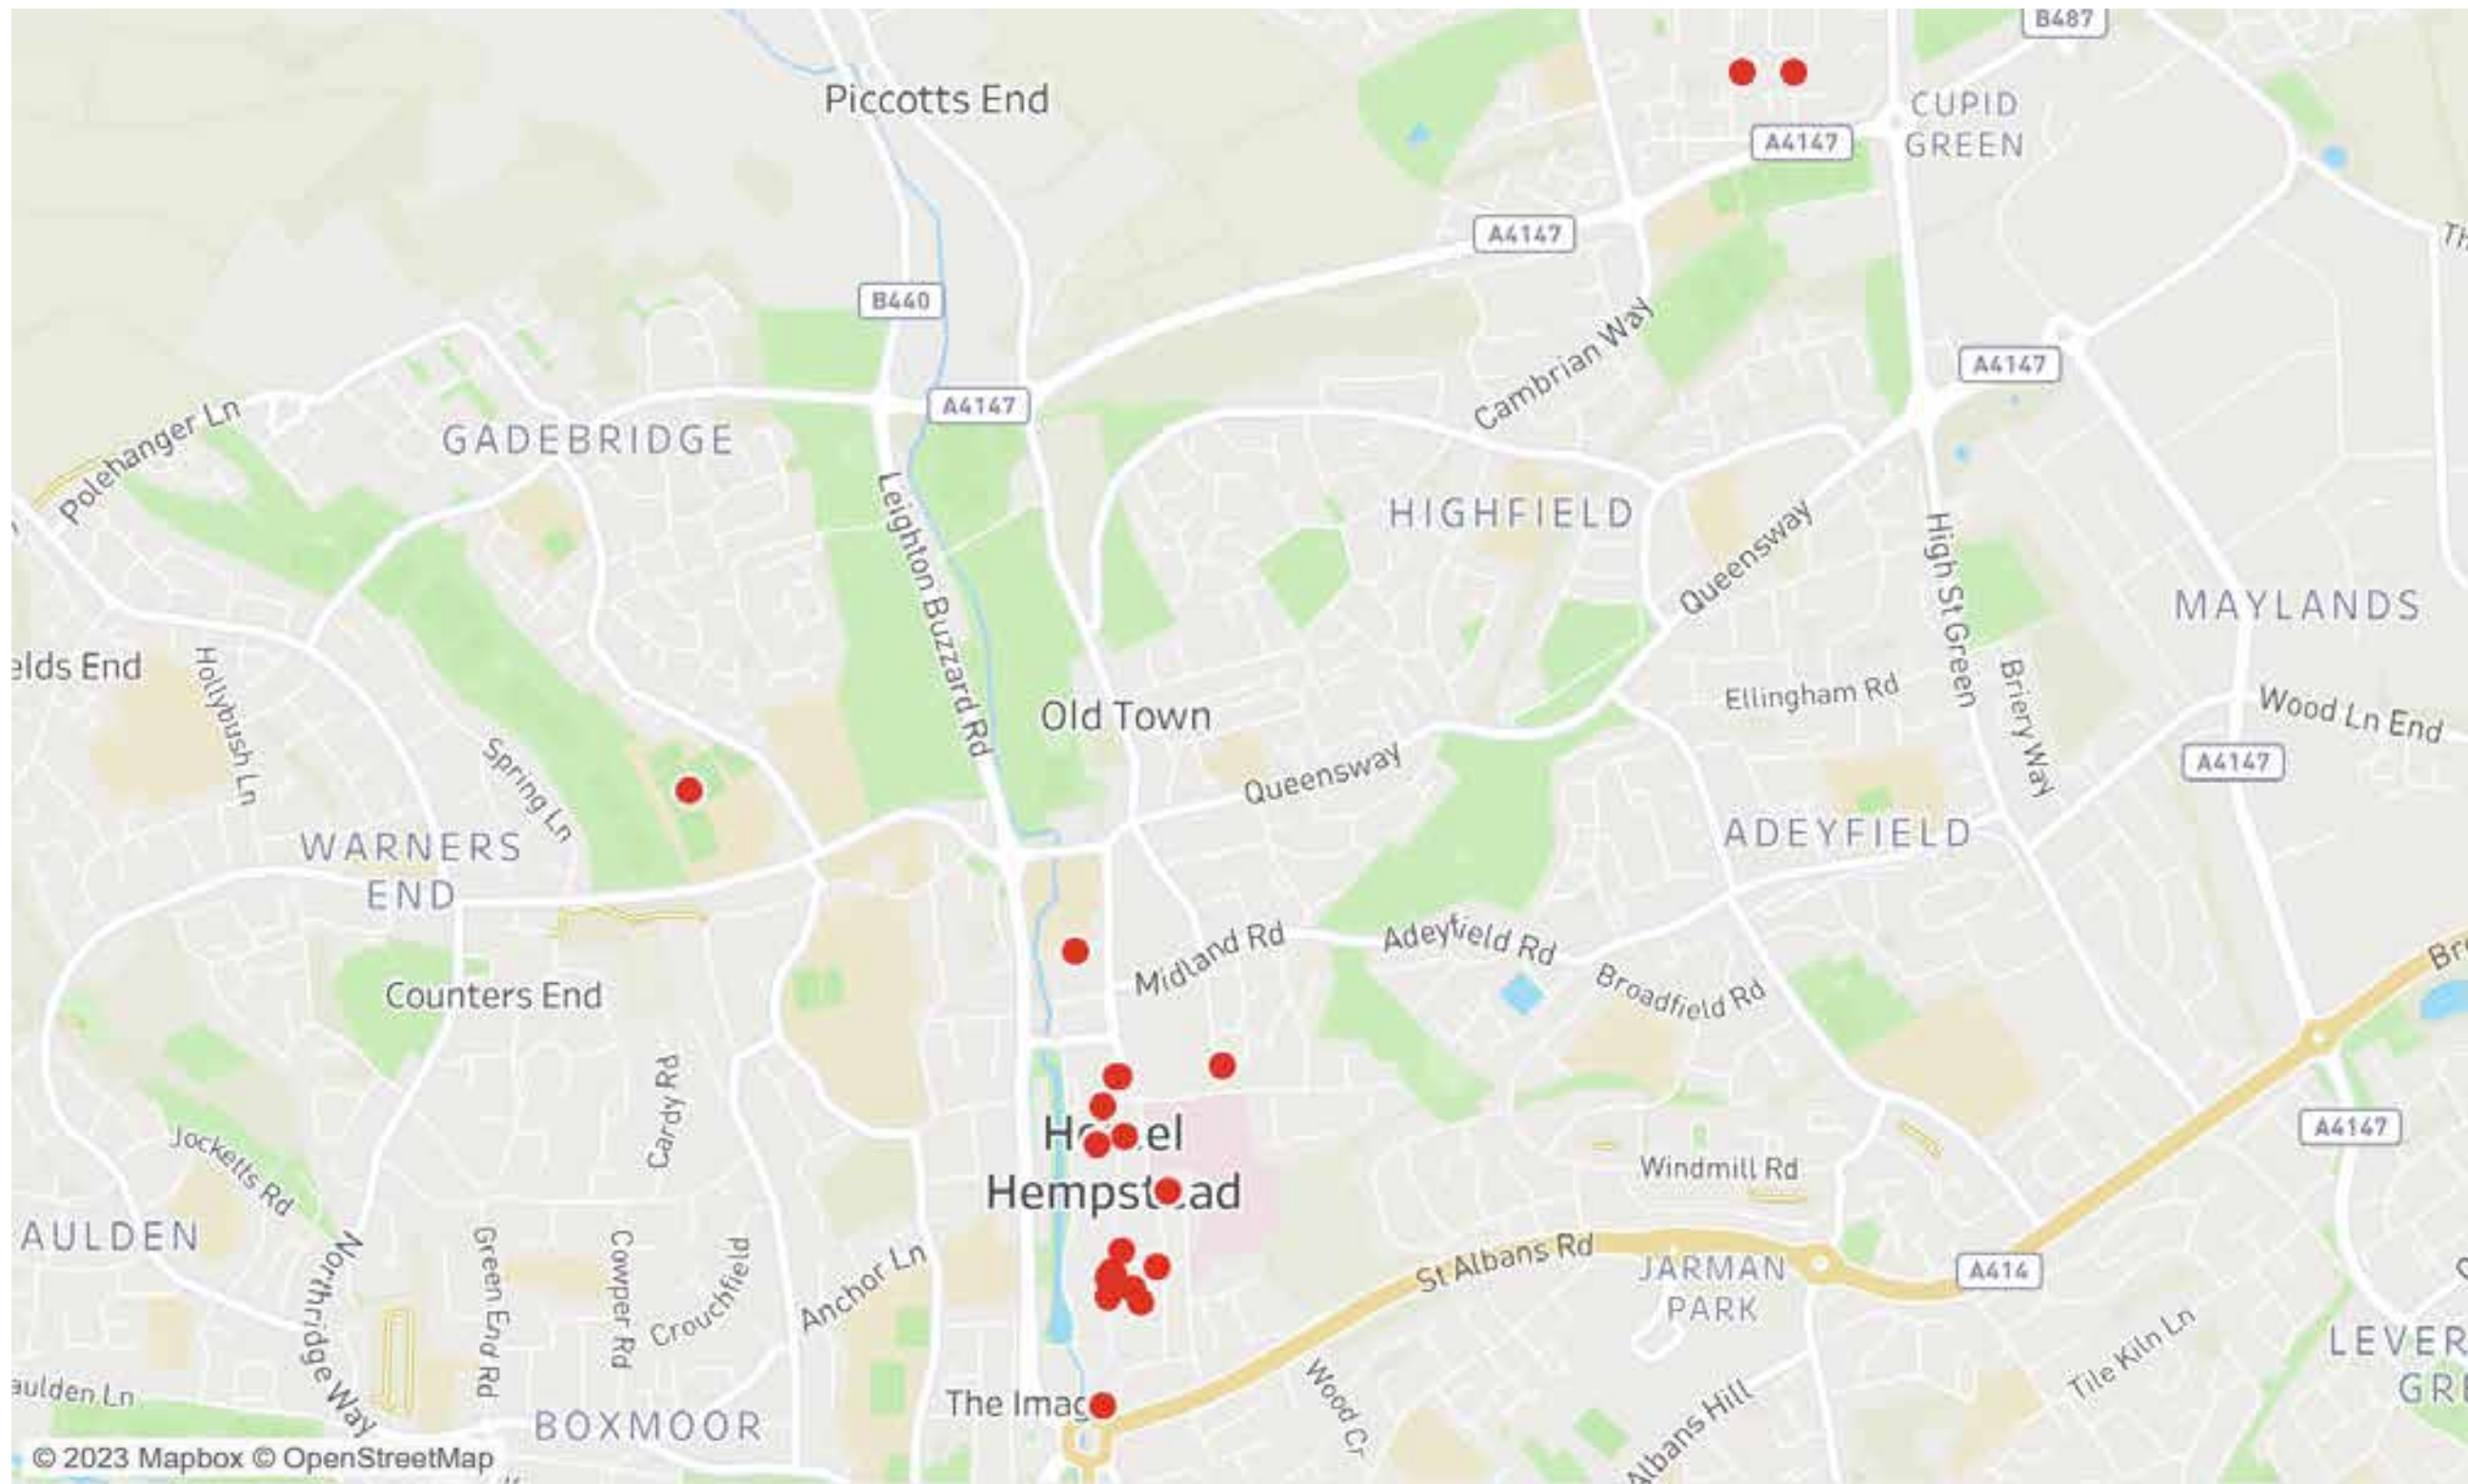 B487
Piccotts End
CUPID
GREEN
A4147
A4147
B440
Cambrian Way
A4147
A4147
Polehanger Ln
GADEBRIDGE
Leighton Buzzard Rd
HIGHFIELD
Queensway
High St Green
MAYLANDS
elds End
Hollybush Ln
Old Town
Ellingham Rd
Briery Way
Wood Ln End
Spring Ln
Queensway
A4147
WARNERS
END
ADEYFIELD
Midland Rd
Adeyfield Rd
Broadfield Rd
Counters End
Cardy Rd
Jocketts Rd
Hempstead
Windmill Rd
A4147
AULDEN
Northridge Way
Green End Rd
Cowper Rd
Crouchfield
Anchor Ln
St Albans Rd
JARMAN
PARK
A414
Tile Kiln Ln
LEVER
GRE
aulden Ln
The Imag
Wood Cr
Albans Hill
BOXMOOR
© 2023 Mapbox © OpenStreetMap